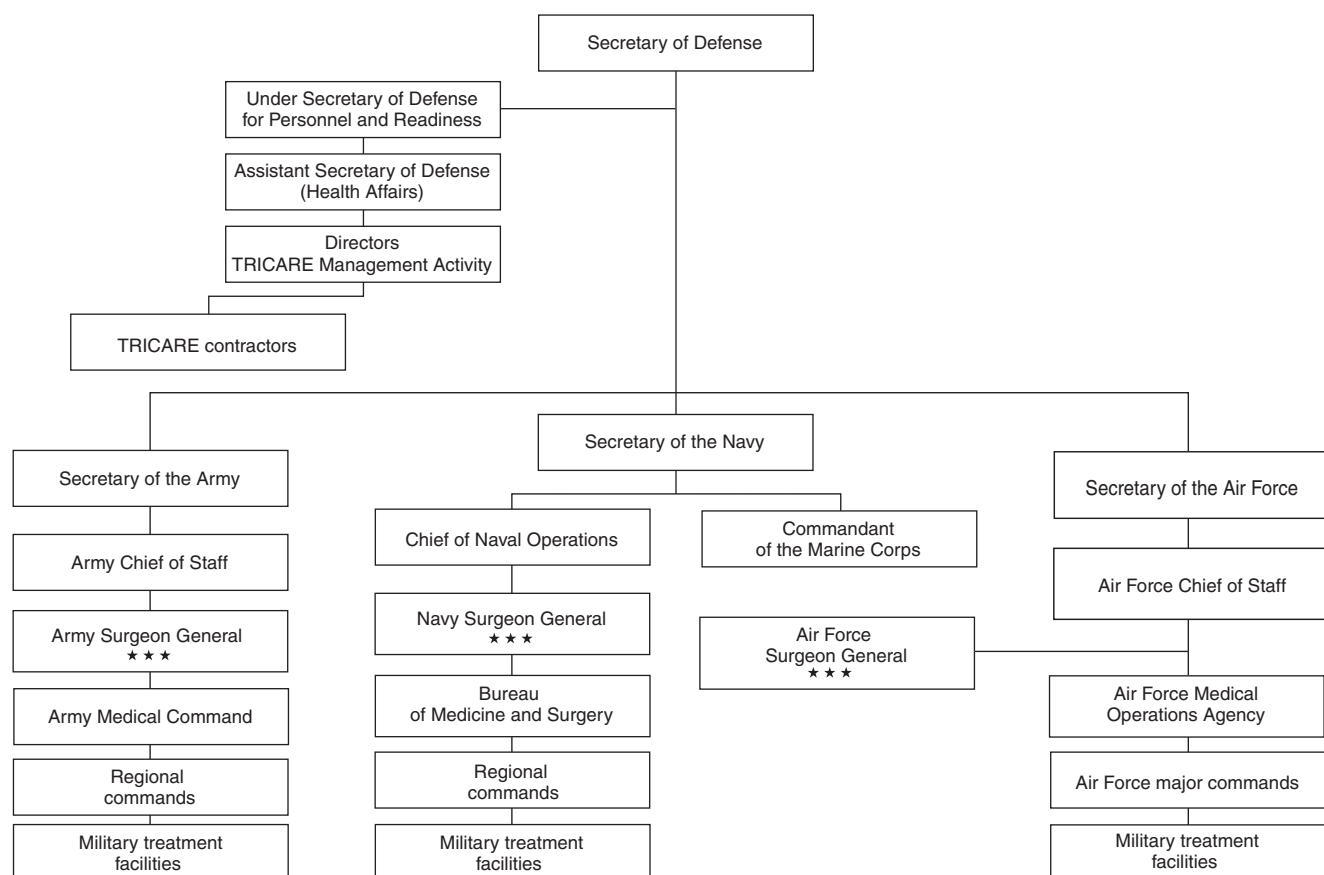 Secretary of Defense
Under Secretary of Defense
for Personnel and Readiness
Assistant Secretary of Defense
(Health Affairs)
Directors
TRICARE Management Activity
TRICARE contractors
Secretary of the Army
Army Chief of Staff
Army Surgeon General
★ ★ ★
Army Medical Command
Regional
commands
Military treatment
facilities
Secretary of the Navy
Chief of Naval Operations
Navy Surgeon General
★ ★ ★
Bureau
of Medicine and Surgery
Regional
commands
Military treatment
facilities
Commandant
of the Marine Corps
Secretary of the Air Force
Air Force Chief of Staff
Air Force
Surgeon General
★ ★ ★
Air Force Medical
Operations Agency
Air Force major commands
Military treatment
facilities